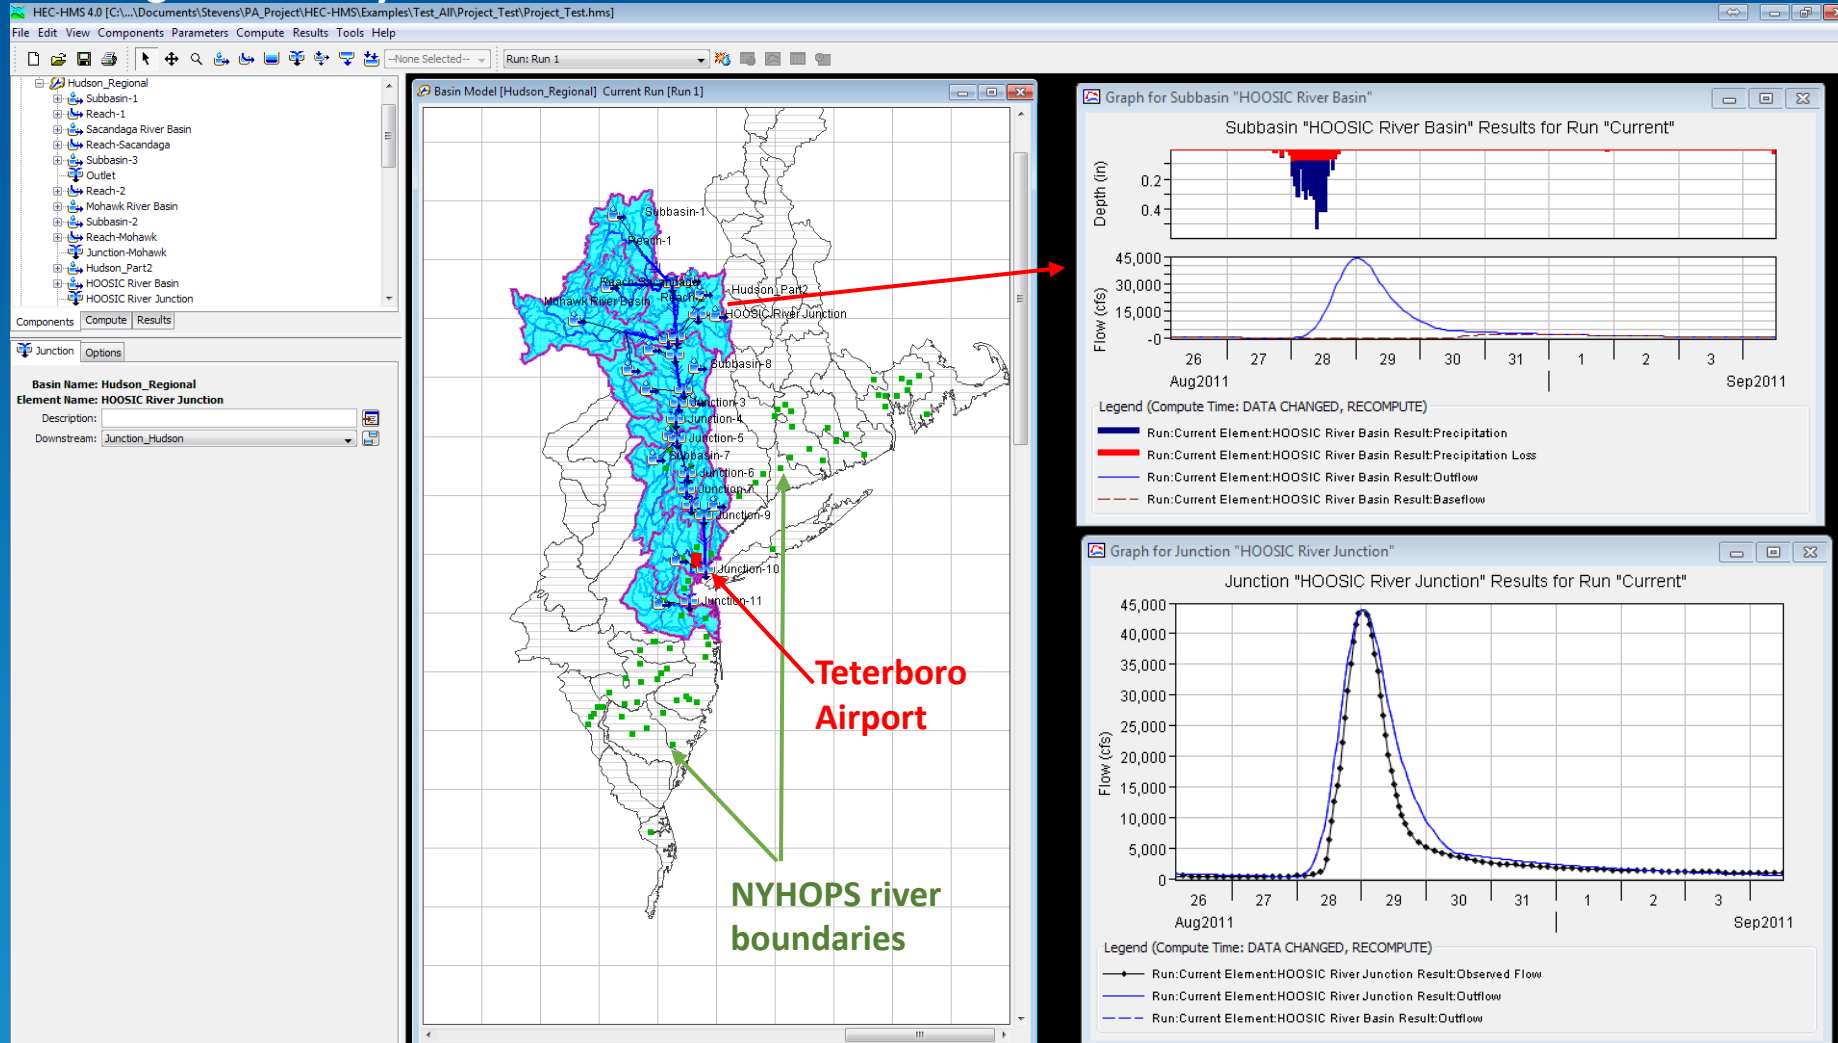 HEC-HMS 4.0 [C:\...\Documents\Stevens\PA_Project\HEC-HMS\Examples\Test_All\Project_Test\Project_Test.hms]
File Edit View Components Parameters Compute Results Tools Help
--None Selected--
Run: Run 1
Hudson_Regional
Subbasin-1
Reach-1
Sacandaga River Basin
Reach-Sacandaga
Subbasin-3
Outlet
Reach-2
Mohawk River Basin
Subbasin-2
Reach-Mohawk
Junction-Mohawk
Hudson_Part2
HOOSIC River Basin
HOOSIC River Junction
Components Compute Results
Junction Options
Basin Name: Hudson_Regional
Element Name: HOOSIC River Junction
Description:
Downstream: Junction_Hudson
Basin Model [Hudson_Regional] Current Run [Run 1]
Subbasin-1
Reach-1
Reach-Sacandaga
Hudson_Part2
Mohawk River Basin
HOOSIC River Junction
Subbasin-8
Junction-3
Junction-4
Junction-5
Subbasin-7
Junction-6
Junction-7
Junction-9
Junction-10
Junction-11
Teterboro
Airport
NYHOPS river
boundaries
Graph for Subbasin "HOOSIC River Basin"
Subbasin "HOOSIC River Basin" Results for Run "Current"
Depth (in)
0.2
0.4
Flow (cfs)
45,000
30,000
15,000
-0
26 27 28 29 30 31 1 2 3
Aug2011 Sep2011
Legend (Compute Time: DATA CHANGED, RECOMPUTE)
Run:Current Element:HOOSIC River Basin Result:Precipitation
Run:Current Element:HOOSIC River Basin Result:Precipitation Loss
Run:Current Element:HOOSIC River Basin Result:Outflow
Run:Current Element:HOOSIC River Basin Result:Baseflow
Graph for Junction "HOOSIC River Junction"
Junction "HOOSIC River Junction" Results for Run "Current"
Flow (cfs)
45,000
40,000
35,000
30,000
25,000
20,000
15,000
10,000
5,000
0
26 27 28 29 30 31 1 2 3
Aug2011 Sep2011
Legend (Compute Time: DATA CHANGED, RECOMPUTE)
Run:Current Element:HOOSIC River Junction Result:Observed Flow
Run:Current Element:HOOSIC River Junction Result:Outflow
Run:Current Element:HOOSIC River Basin Result:Outflow